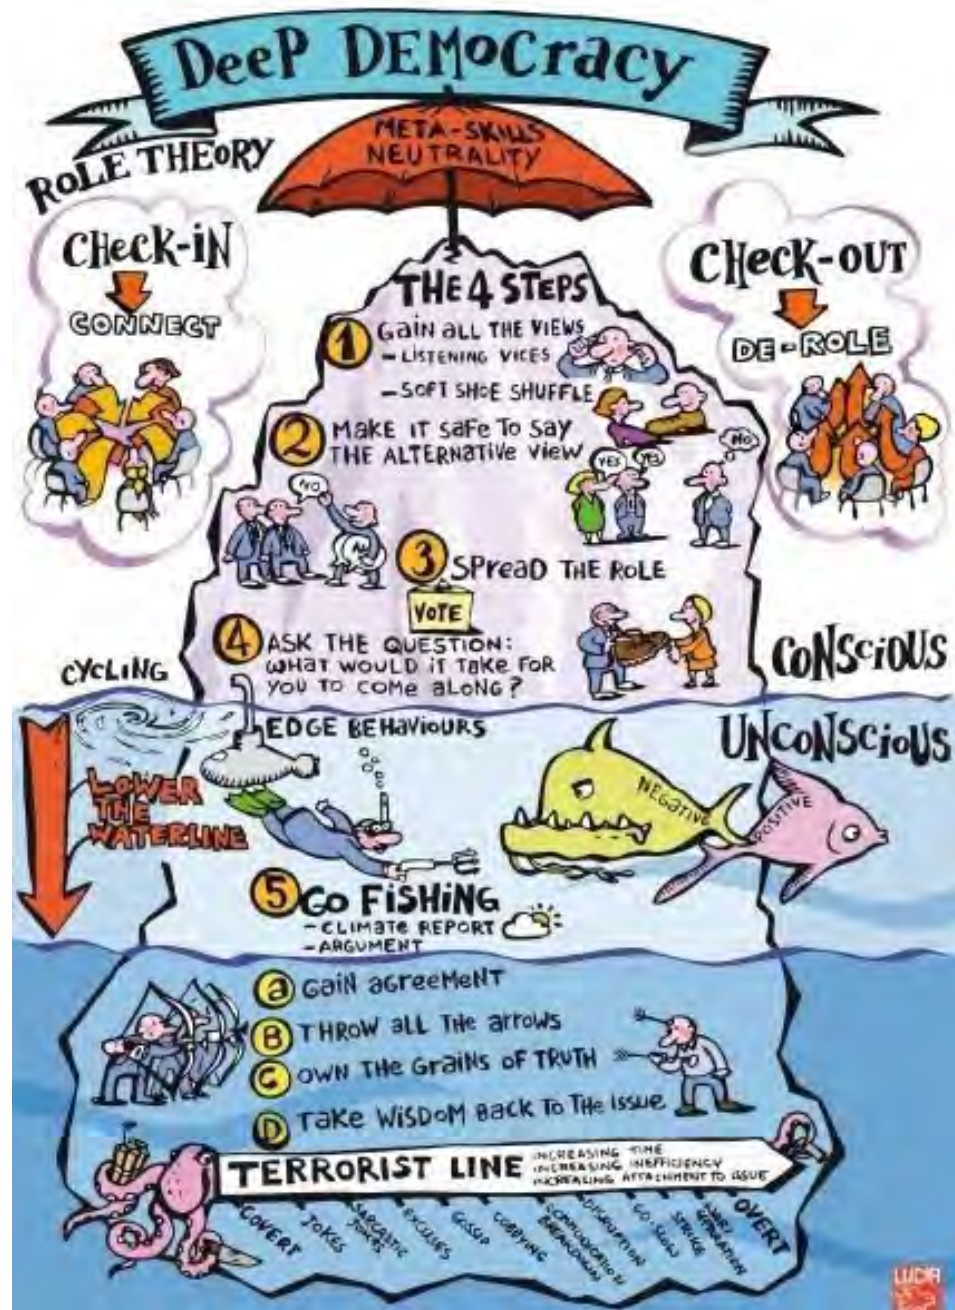 DEEP DEMOCRACY
META-SKILLS
NEUTRALITY
ROLE THEORY
CHECK-IN
CONNECT
CHECK-OUT
DE-ROLE
THE 4 STEPS
1 GAIN ALL THE VIEWS
- LISTENING VICES
- SOFT SHOE SHUFFLE
2 MAKE IT SAFE TO SAY
THE ALTERNATIVE VIEW
YES YES NO
NO
3 SPREAD THE ROLE
VOTE
4 ASK THE QUESTION:
WHAT WOULD IT TAKE FOR
YOU TO COME ALONG?
CYCLING
CONSCIOUS
UNCONSCIOUS
EDGE BEHAVIOURS
LOWER
THE
WATERLINE
NEGATIVE
POSITIVE
5 GO FISHING
- CLIMATE REPORT
- ARGUMENT
a GAIN AGREEMENT
B THROW ALL THE ARROWS
C OWN THE GRAINS OF TRUTH
D TAKE WISDOM BACK TO THE ISSUE
TERRORIST LINE
INCREASING TIME
INCREASING INEFFICIENCY
INCREASING ATTACHMENT TO ISSUE
COVERT
JOKES
SARCASTIC
JOKES
EXCUSES
GOSSIP
LOBBYING
COMMUNICATION
BREAKDOWN
DISRUPTION
GO-SLOW
STRIKE
WAR/
SEPARATION
OVERT
LUCIA